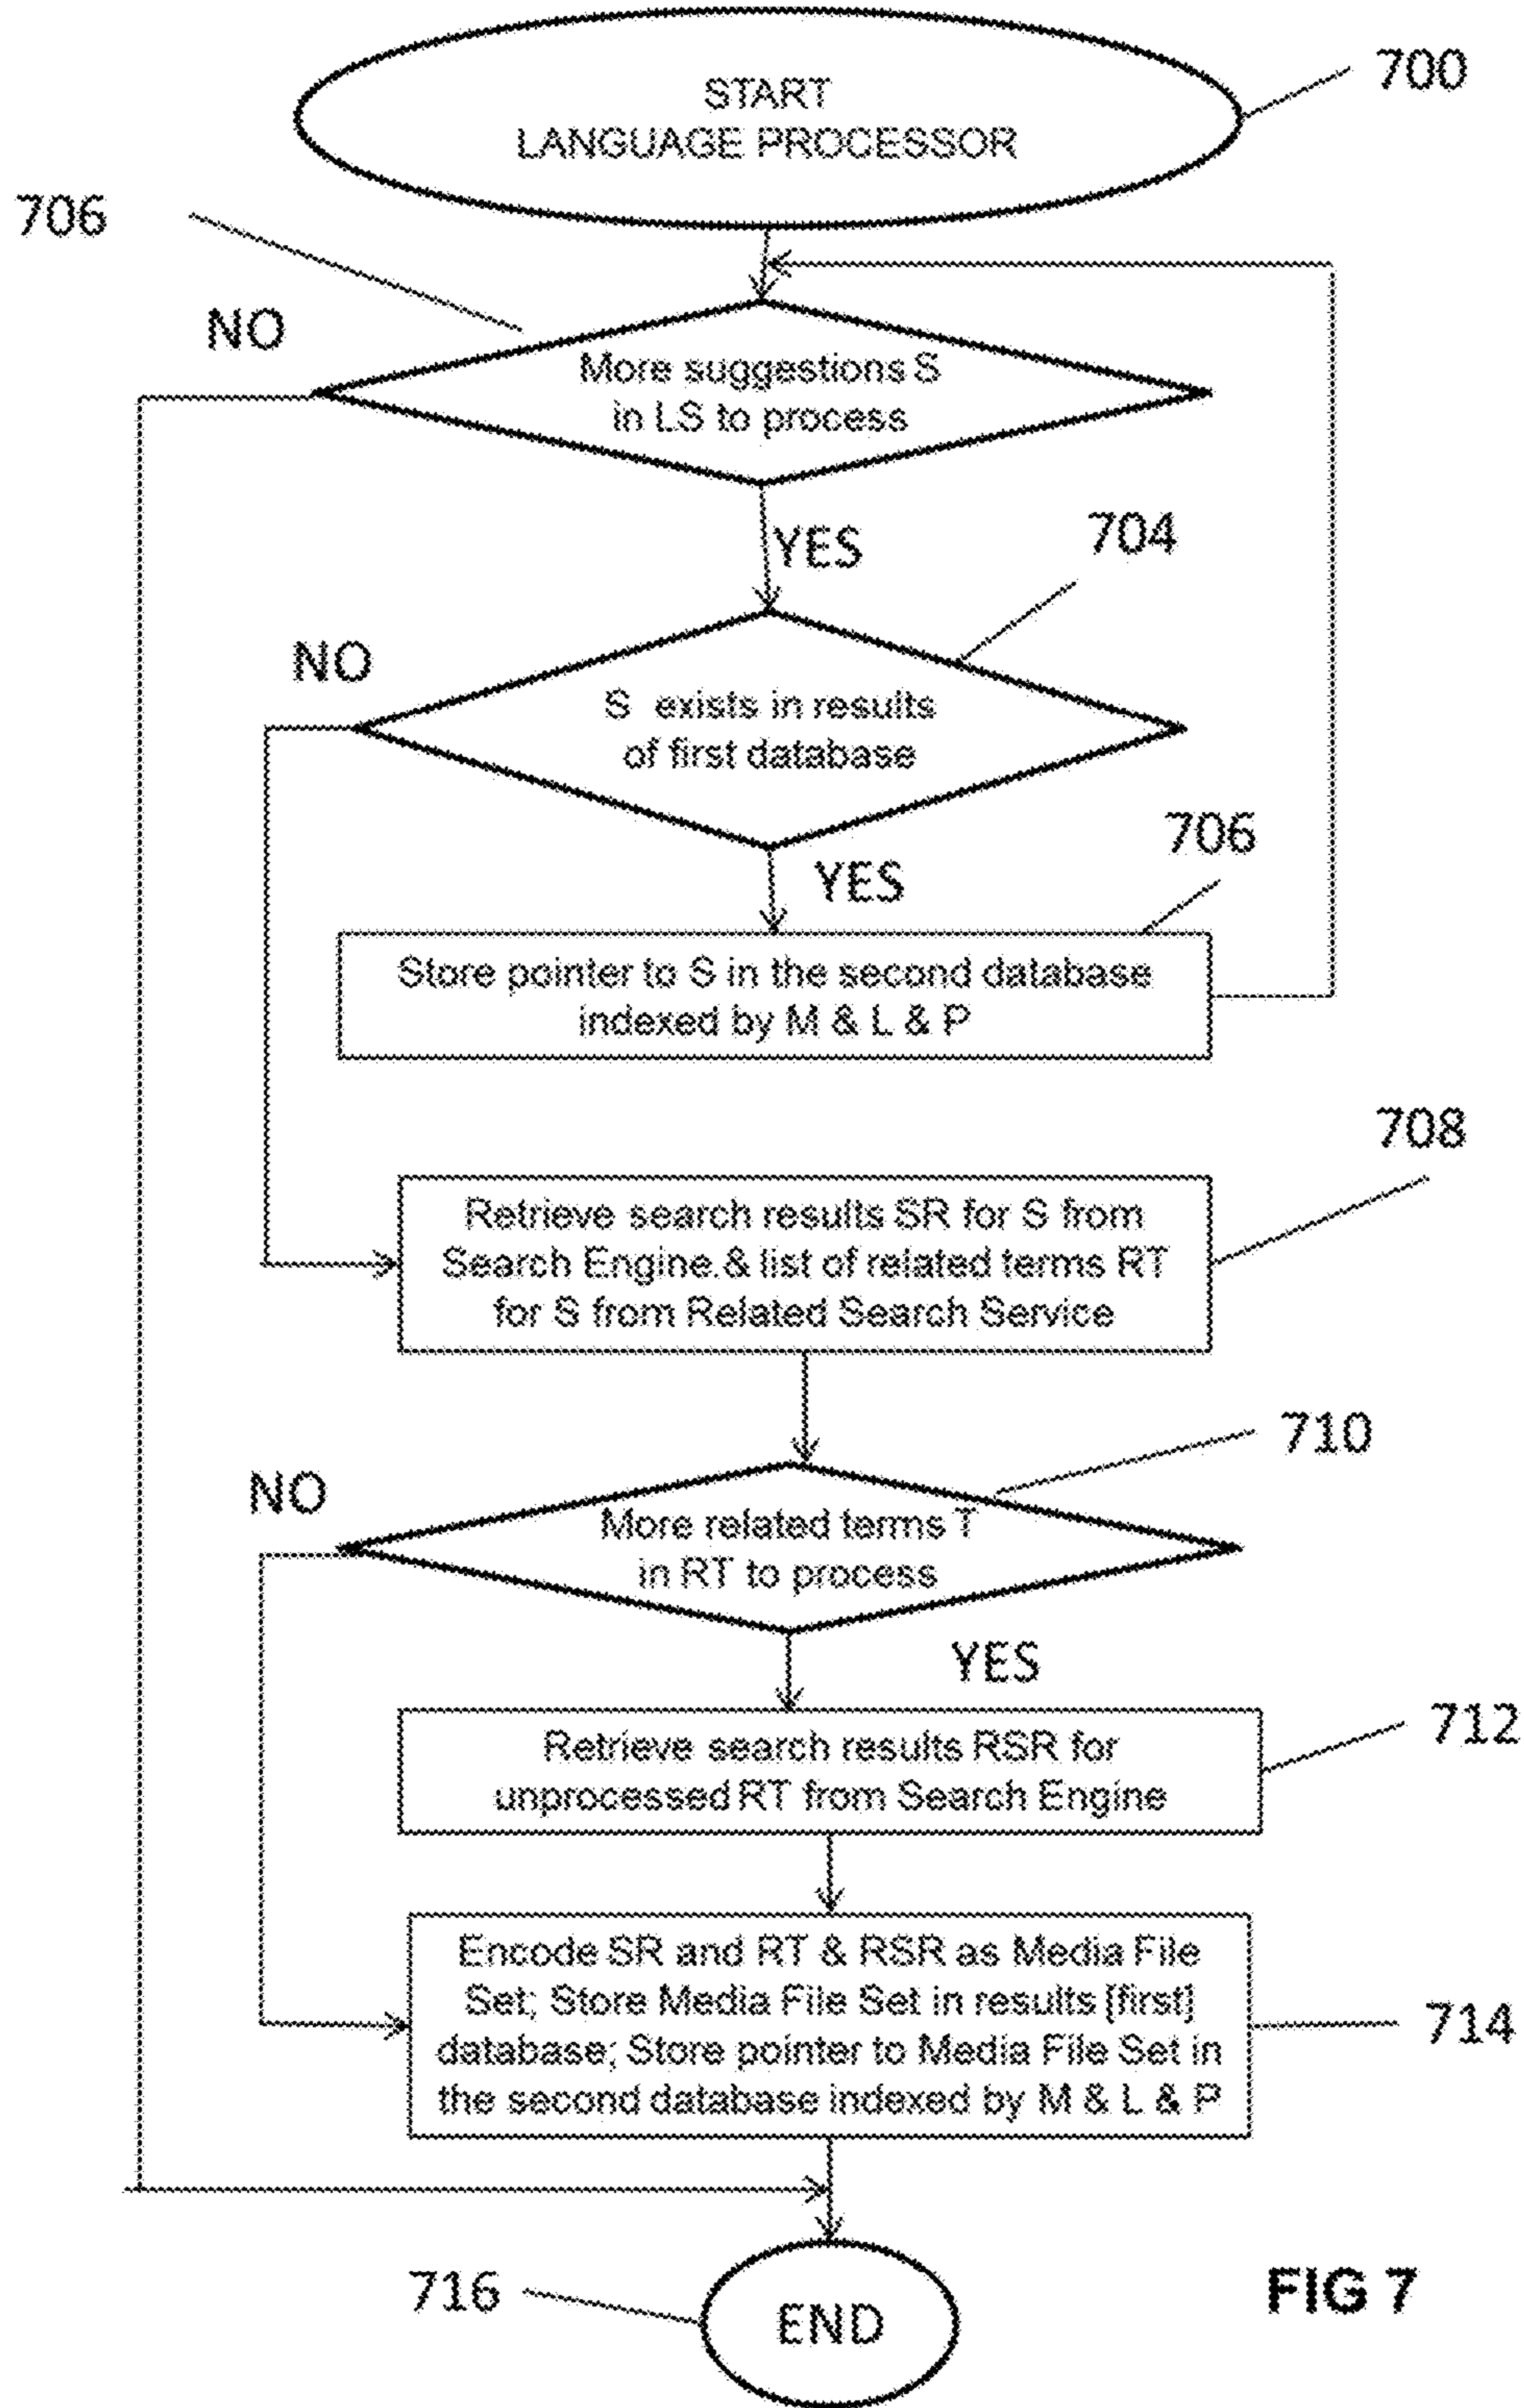 START
LANGUAGE PROCESSOR
700
706
NO
More suggestions S
in LS to process
YES
704
NO
S exists in results
of first database
YES
706
Store pointer to S in the second database
indexed by M & L & P
708
Retrieve search results SR for S from
Search Engine.& list of related terms RT
for S from Related Search Service
710
NO
More related terms T
in RT to process
YES
Retrieve search results RSR for
unprocessed RT from Search Engine
712
Encode SR and RT & RSR as Media File
Set; Store Media File Set in results [first]
database; Store pointer to Media File Set in
the second database indexed by M & L & P
714
716
END
FIG 7